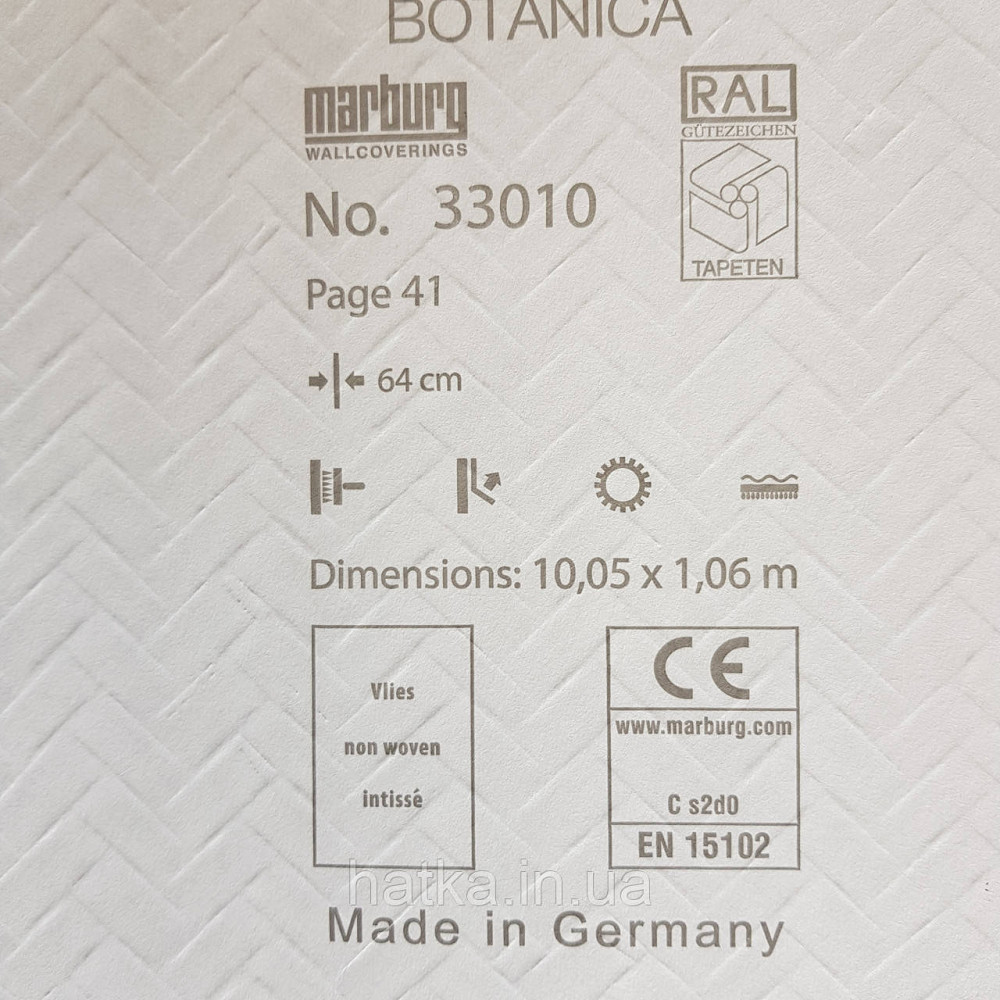 BOTANICA
marburg
WALLCOVERINGS
RAL
GÜTEZEICHEN
TAPETEN
No. 33010
Page 41
64 cm
Dimensions: 10,05 x 1,06 m
Vlies
non woven
intissé
CE
www.marburg.com
C s2d0
EN 15102
hatka.in.ua
Made in Germany